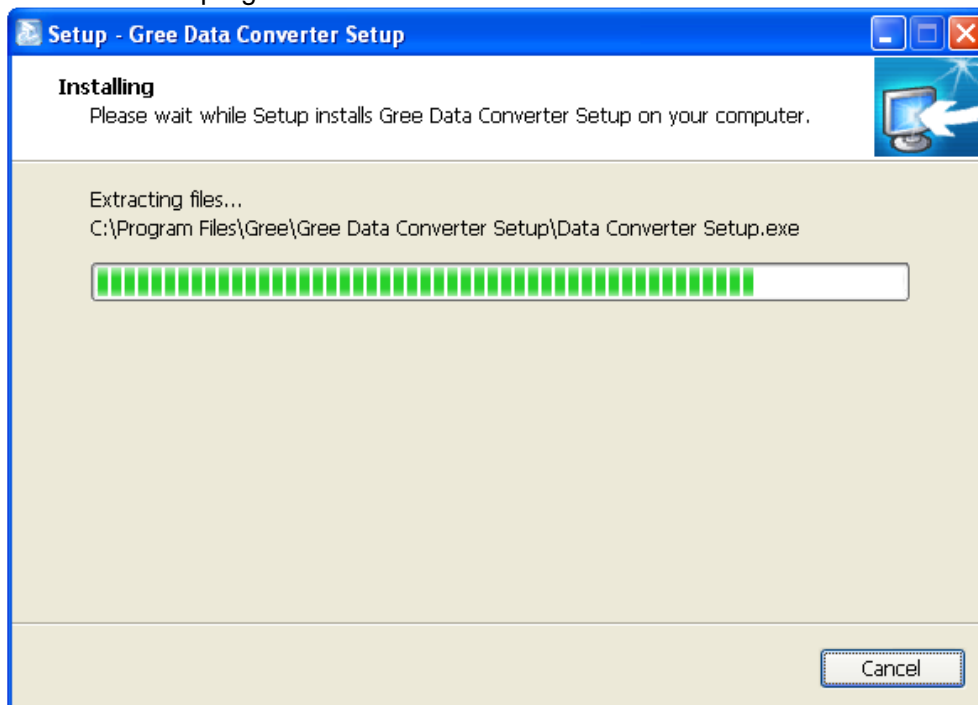 Setup - Gree Data Converter Setup
Installing
Please wait while Setup installs Gree Data Converter Setup on your computer.
Extracting files...
C:\Program Files\Gree\Gree Data Converter Setup\Data Converter Setup.exe
Cancel